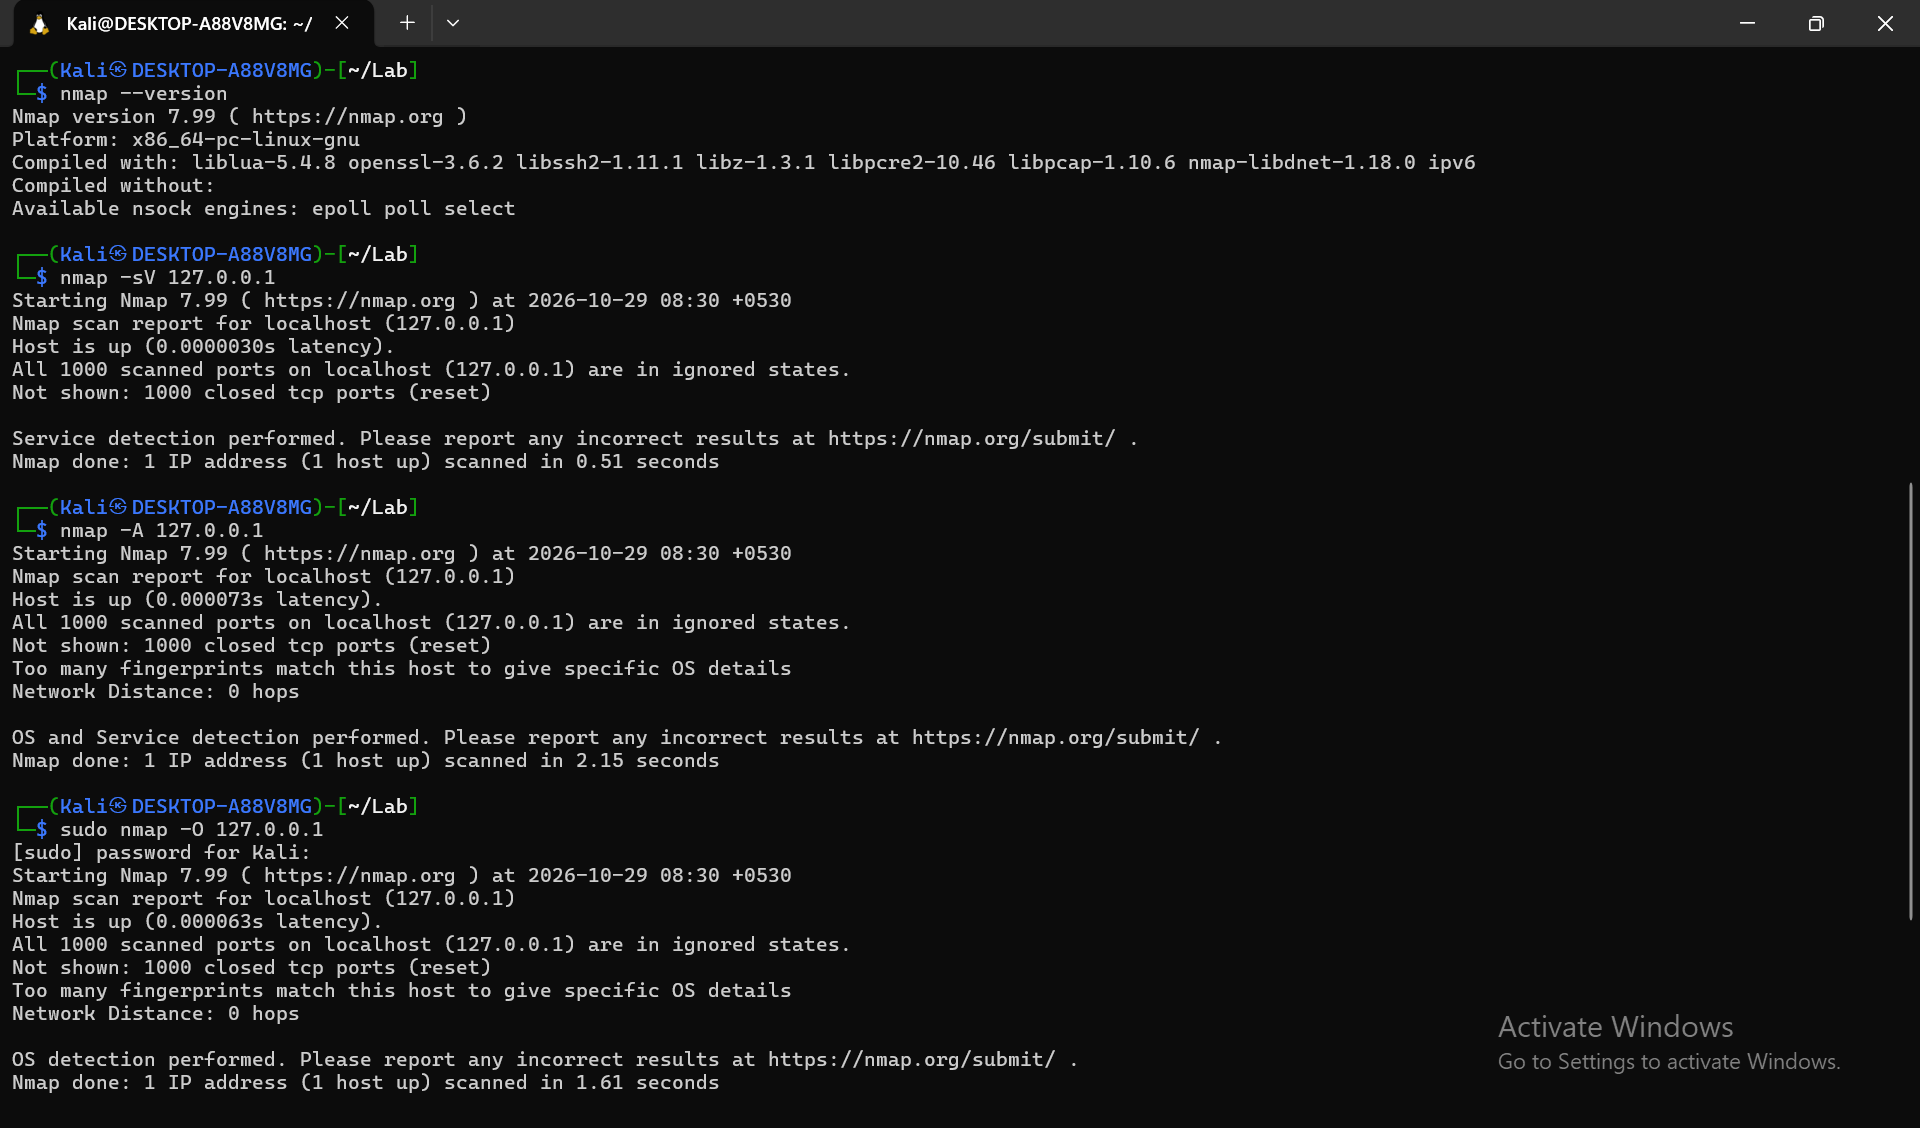 Kali@DESKTOP-A88V8MG: ~/
(Kali㉿DESKTOP-A88V8MG)-[~/Lab]
$ nmap --version
Nmap version 7.99 ( https://nmap.org )
Platform: x86_64-pc-linux-gnu
Compiled with: liblua-5.4.8 openssl-3.6.2 libssh2-1.11.1 libz-1.3.1 libpcre2-10.46 libpcap-1.10.6 nmap-libdnet-1.18.0 ipv6
Compiled without:
Available nsock engines: epoll poll select
(Kali㉿DESKTOP-A88V8MG)-[~/Lab]
$ nmap -sV 127.0.0.1
Starting Nmap 7.99 ( https://nmap.org ) at 2026-10-29 08:30 +0530
Nmap scan report for localhost (127.0.0.1)
Host is up (0.0000030s latency).
All 1000 scanned ports on localhost (127.0.0.1) are in ignored states.
Not shown: 1000 closed tcp ports (reset)
Service detection performed. Please report any incorrect results at https://nmap.org/submit/ .
Nmap done: 1 IP address (1 host up) scanned in 0.51 seconds
(Kali㉿DESKTOP-A88V8MG)-[~/Lab]
$ nmap -A 127.0.0.1
Starting Nmap 7.99 ( https://nmap.org ) at 2026-10-29 08:30 +0530
Nmap scan report for localhost (127.0.0.1)
Host is up (0.000073s latency).
All 1000 scanned ports on localhost (127.0.0.1) are in ignored states.
Not shown: 1000 closed tcp ports (reset)
Too many fingerprints match this host to give specific OS details
Network Distance: 0 hops
OS and Service detection performed. Please report any incorrect results at https://nmap.org/submit/ .
Nmap done: 1 IP address (1 host up) scanned in 2.15 seconds
(Kali㉿DESKTOP-A88V8MG)-[~/Lab]
$ sudo nmap -O 127.0.0.1
[sudo] password for Kali:
Starting Nmap 7.99 ( https://nmap.org ) at 2026-10-29 08:30 +0530
Nmap scan report for localhost (127.0.0.1)
Host is up (0.000063s latency).
All 1000 scanned ports on localhost (127.0.0.1) are in ignored states.
Not shown: 1000 closed tcp ports (reset)
Too many fingerprints match this host to give specific OS details
Network Distance: 0 hops
OS detection performed. Please report any incorrect results at https://nmap.org/submit/ .
Nmap done: 1 IP address (1 host up) scanned in 1.61 seconds
Activate Windows
Go to Settings to activate Windows.